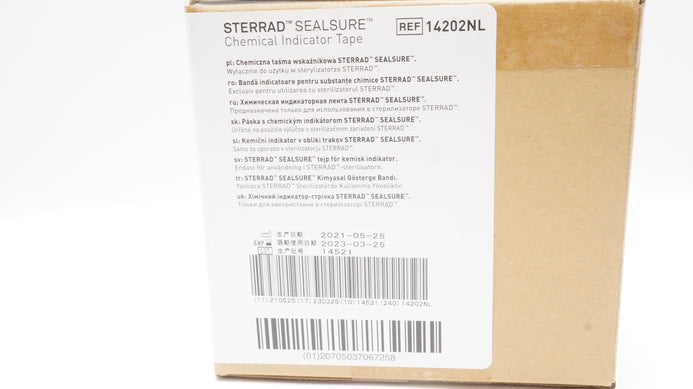 STERRAD™ SEALSURE™
REF 14202NL
Chemical Indicator Tape
pl: Chemiczna taśma wskaźnikowa STERRAD™ SEALSURE™.
Wyłącznie do użytku w sterylizatorze STERRAD™.
ro: Bandă indicatoare pentru substanțe chimice STERRAD™ SEALSURE™.
Exclusiv pentru utilizarea cu sterilizatorul STERRAD™.
ru: Химическая индикаторная лента STERRAD™ SEALSURE™.
Предназначена только для использования в стерилизаторе STERRAD™.
sk: Páska s chemickým indikátorom STERRAD™ SEALSURE™.
Určené na použitie výlučne v sterilizačnom zariadení STERRAD™.
sl: Kemični indikator v obliki trakov STERRAD™ SEALSURE™.
Samo za uporabo v sterilizatorju STERRAD™.
sv: STERRAD™ SEALSURE™ tejp för kemisk indikator.
Endast för användning i STERRAD™-sterilisatorn.
tr: STERRAD™ SEALSURE™ Kimyasal Gösterge Bandı.
Yalnızca STERRAD™ Sterilizatörde Kullanıma Yöneliktir.
uk: Хімічний індикатор-стрічка STERRAD™ SEALSURE™.
Тільки для використання в стерилізаторі STERRAD™.
生产日期: 2021-05-25
EXP 限期使用日期 2023-03-25
LOT 生产批号: 14521
(11) 210525 (17) 230325 (10) 14521 (240) 14202NL
(01)20705037067258